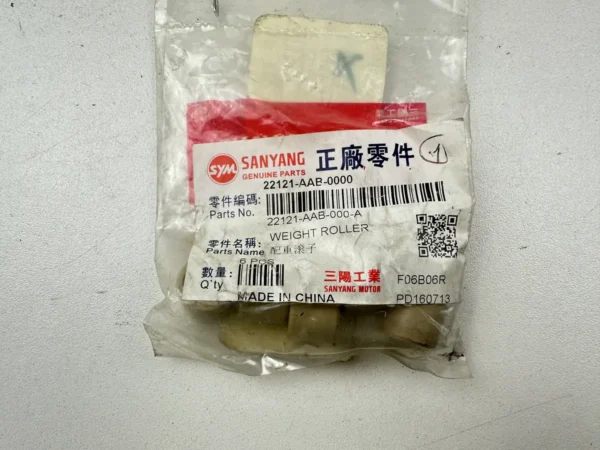 SYM SANYANG 正廠零件 1
GENUINE PARTS
22121-AAB-0000
零件編碼:
Parts No.
22121-AAB-000-A
零件名稱: WEIGHT ROLLER
Parts Name 配重滾子
6 PCS
數量:
Q'ty
三陽工業 F06B06R
SANYANG MOTOR
MADE IN CHINA PD160713